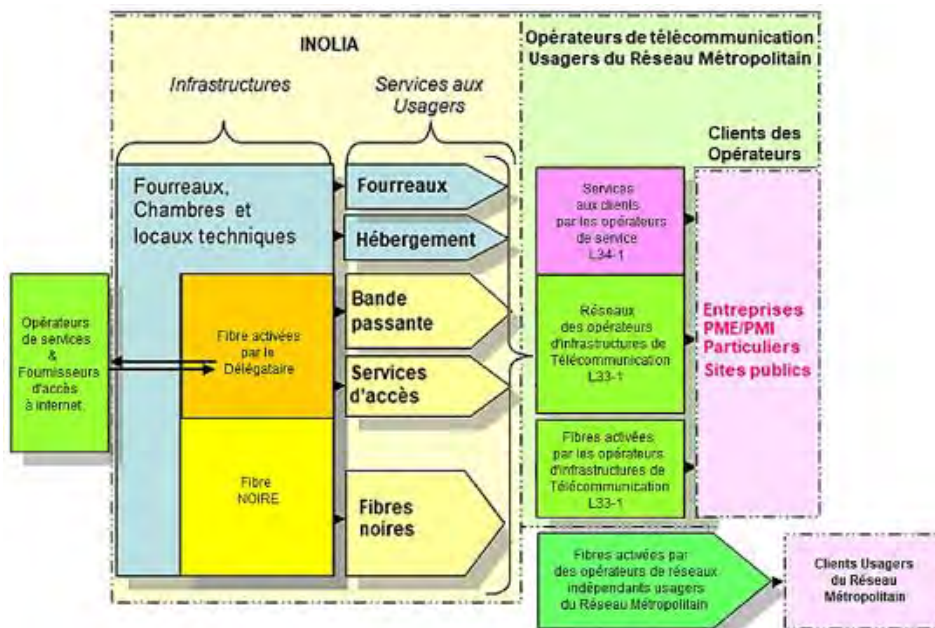 INOLIA
Opérateurs de télécommunication
Usagers du Réseau Métropolitain
Infrastructures
Services aux
Usagers
Clients des
Opérateurs
Fourreaux,
Chambres et
locaux techniques
Fourreaux
Hébergement
Services
aux clients
par les opérateurs
de service
L34-1
Opérateurs
de services
&
Fournisseurs
d'accès
à internet.
Fibre activées
par le
Délégataire
Bande
passante
Services
d'accès
Réseaux
des opérateurs
d'infrastructures de
Télécommunication
L33-1
Entreprises
PME/PMI
Particuliers
Sites publics
Fibre
NOIRE
Fibres
noires
Fibres activées
par les opérateurs
d'infrastructures de
Télécommunication
L33-1
Fibres activées par
des opérateurs de réseaux
indépendants usagers
du Réseau Métropolitain
Clients Usagers
du Réseau
Métropolitain